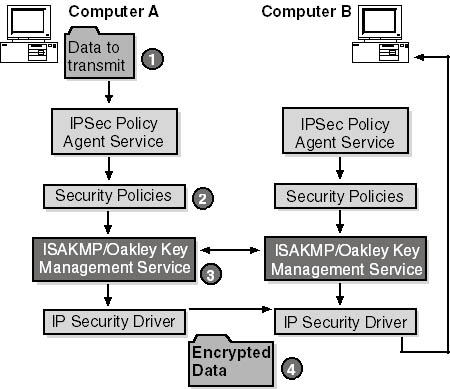 Computer A
Computer B
Data to
transmit
1
IPSec Policy
Agent Service
IPSec Policy
Agent Service
Security Policies
2
Security Policies
ISAKMP/Oakley Key
Management Service
3
ISAKMP/Oakley Key
Management Service
IP Security Driver
IP Security Driver
Encrypted
Data
4